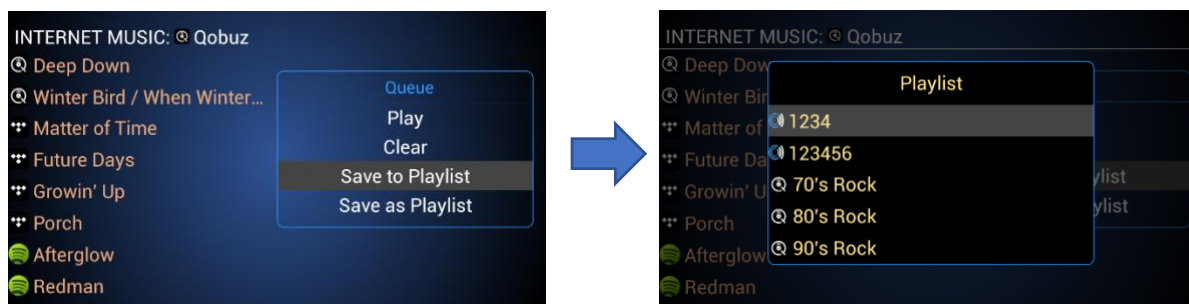 INTERNET MUSIC: Qobuz
Deep Down
Winter Bird / When Winter...
Matter of Time
Future Days
Growin' Up
Porch
Afterglow
Redman
Queue
Play
Clear
Save to Playlist
Save as Playlist
INTERNET MUSIC: Qobuz
Deep Dow
Winter Bir
Matter of
Future Da
Growin' U
Porch
Afterglow
Redman
Playlist
1234
123456
70's Rock
80's Rock
90's Rock
ylist
ylist